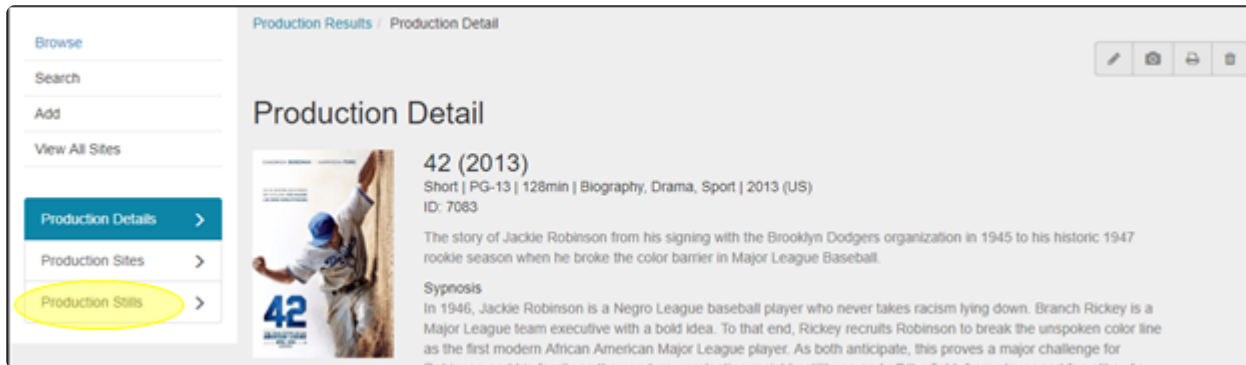 Production Results / Production Detail
Browse
Search
Add
View All Sites
Production Details
Production Sites
Production Stills
Production Detail
42
42 (2013)
Short | PG-13 | 128min | Biography, Drama, Sport | 2013 (US)
ID: 7083
The story of Jackie Robinson from his signing with the Brooklyn Dodgers organization in 1945 to his historic 1947
rookie season when he broke the color barrier in Major League Baseball.
Sypnosis
In 1946, Jackie Robinson is a Negro League baseball player who never takes racism lying down. Branch Rickey is a
Major League team executive with a bold idea. To that end, Rickey recruits Robinson to break the unspoken color line
as the first modern African American Major League player. As both anticipate, this proves a major challenge for